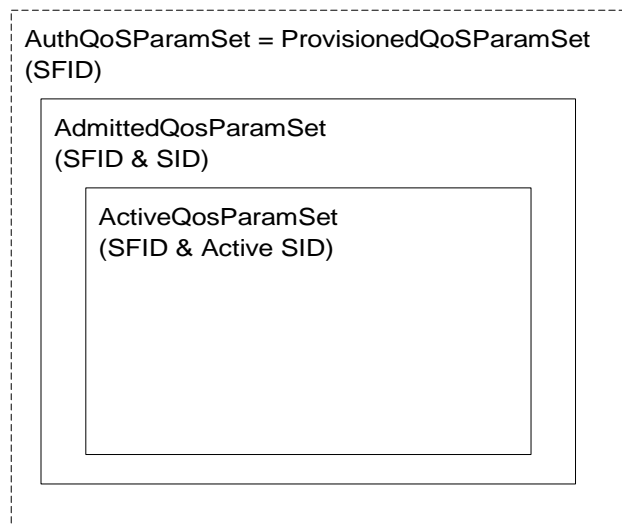 AuthQoSParamSet = ProvisionedQoSParamSet
(SFID)
AdmittedQosParamSet
(SFID & SID)
ActiveQosParamSet
(SFID & Active SID)